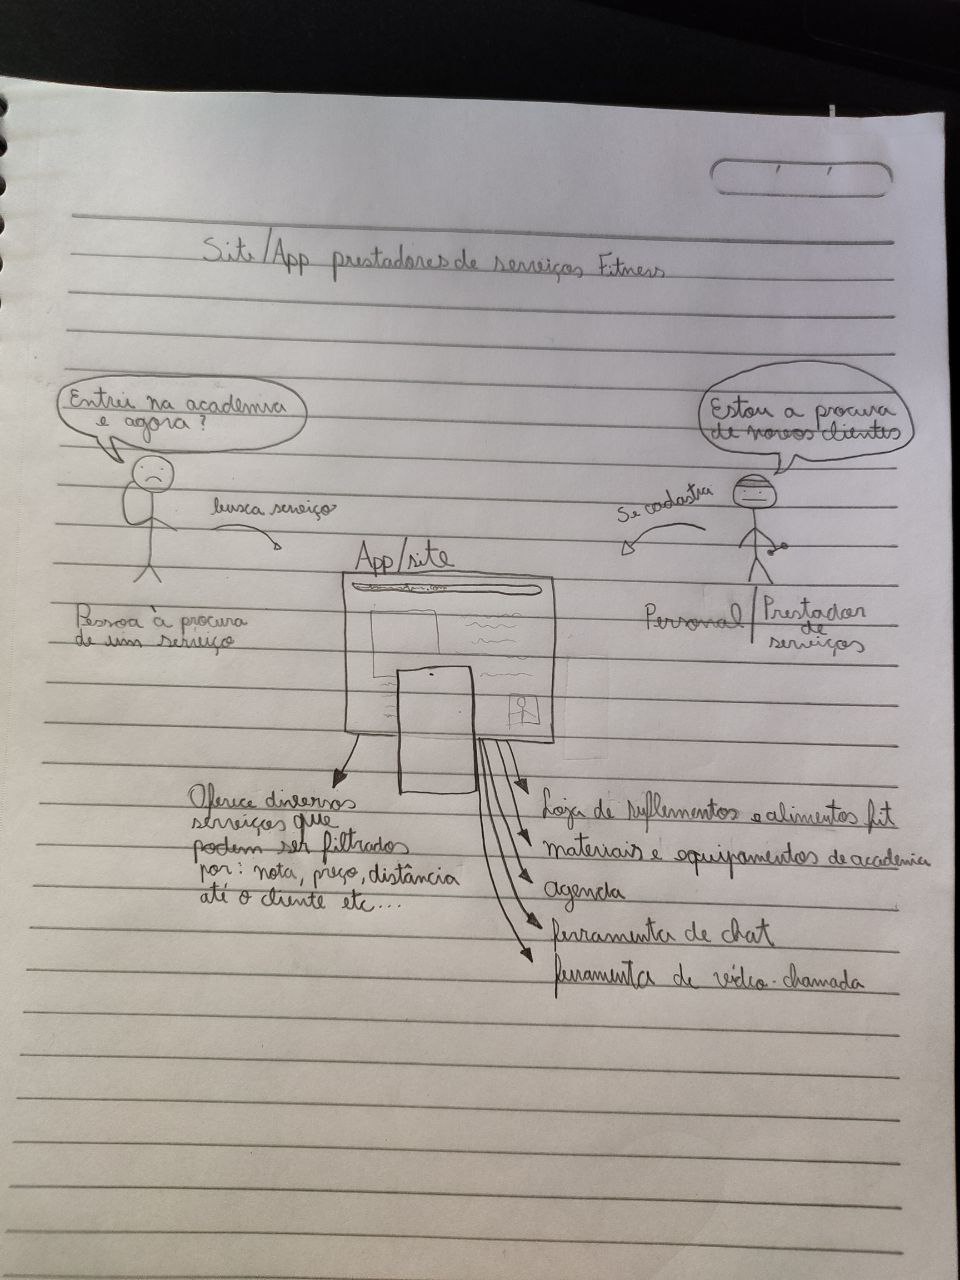 Site/App prestadores de serviços Fitness
Entrei na academia
e agora?
Estou a procura
de novos clientes
busca serviço
Se cadastra
App/site
Pessoa à procura
de um serviço
Personal/Prestador
de
serviços
Oferece diversos
serviços que
podem ser filtrados
por: nota, preço, distância
até o cliente etc...
Loja de suflementos e alimentos fit
materiais e equipamentos de academia
agenda
ferramenta de chat
ferramenta de vídeo-chamada